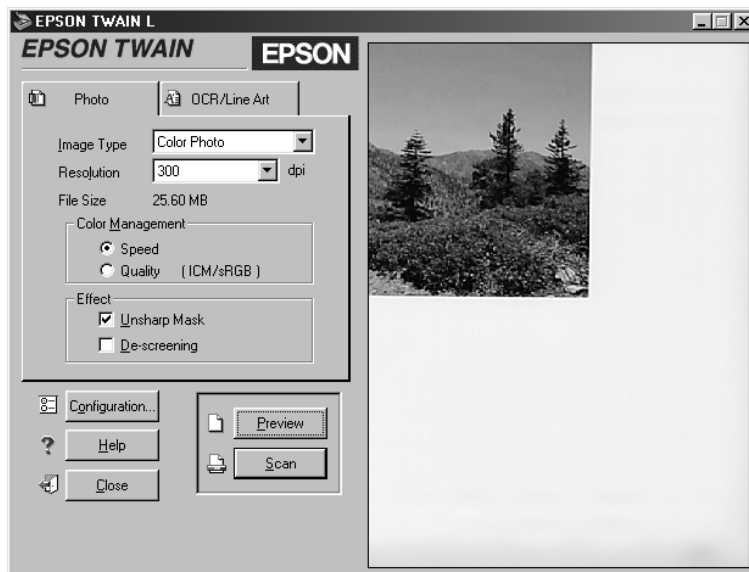 EPSON TWAIN L
EPSON TWAIN
EPSON
Photo
OCR/Line Art
Image Type Color Photo
Resolution 300 dpi
File Size 25.60 MB
Color Management
Speed
Quality ( ICM/sRGB )
Effect
Unsharp Mask
De-screening
Configuration...
Preview
Help
Scan
Close